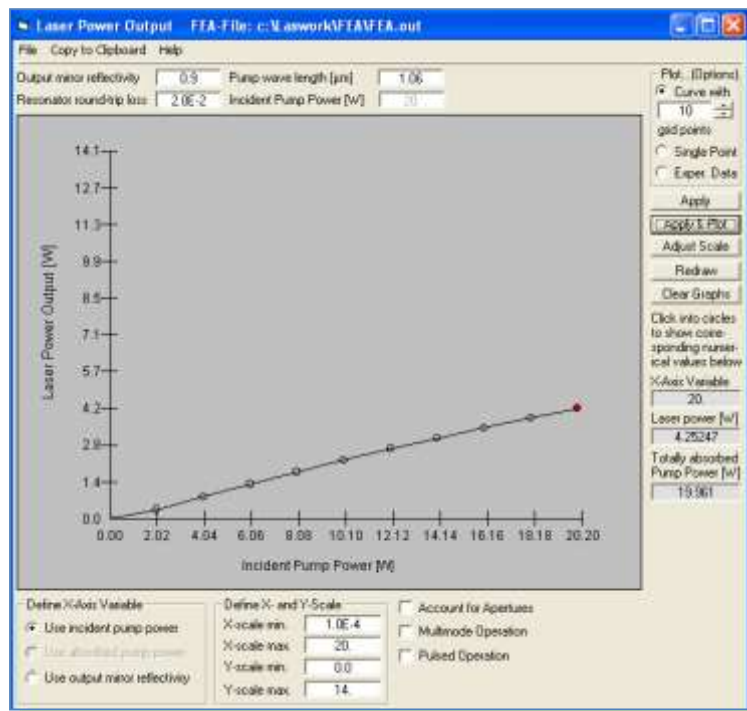 Laser Power Output FEA-File: c:\Laswork\FEA\FEA.out
File Copy to Clipboard Help
Output mirror reflectivity 0.9 Pump wave length [µm] 1.06
Resonator round-trip loss 2.0E-2 Incident Pump Power [W] 20
Plot (Options)
Curve with
10
grid points
Single Point
Exper. Data
Apply
Apply & Plot
Adjust Scale
Redraw
Clear Graphs
Click into circles
to show corre-
sponding numer-
ical values below
X-Axis Variable
20.
Laser power [W]
4.25247
Totally absorbed
Pump Power [W]
19.961
Laser Power Output [W]
14.1
12.7
11.3
9.9
8.5
7.1
5.7
4.2
2.8
1.4
0.0
0.00 2.02 4.04 6.06 8.08 10.10 12.12 14.14 16.16 18.18 20.20
Incident Pump Power [W]
Define X-Axis Variable
Use incident pump power
Use absorbed pump power
Use output mirror reflectivity
Define X- and Y-Scale
X-scale min. 1.0E-4
X-scale max. 20.
Y-scale min. 0.0
Y-scale max. 14.
Account for Apertures
Multimode Operation
Pulsed Operation